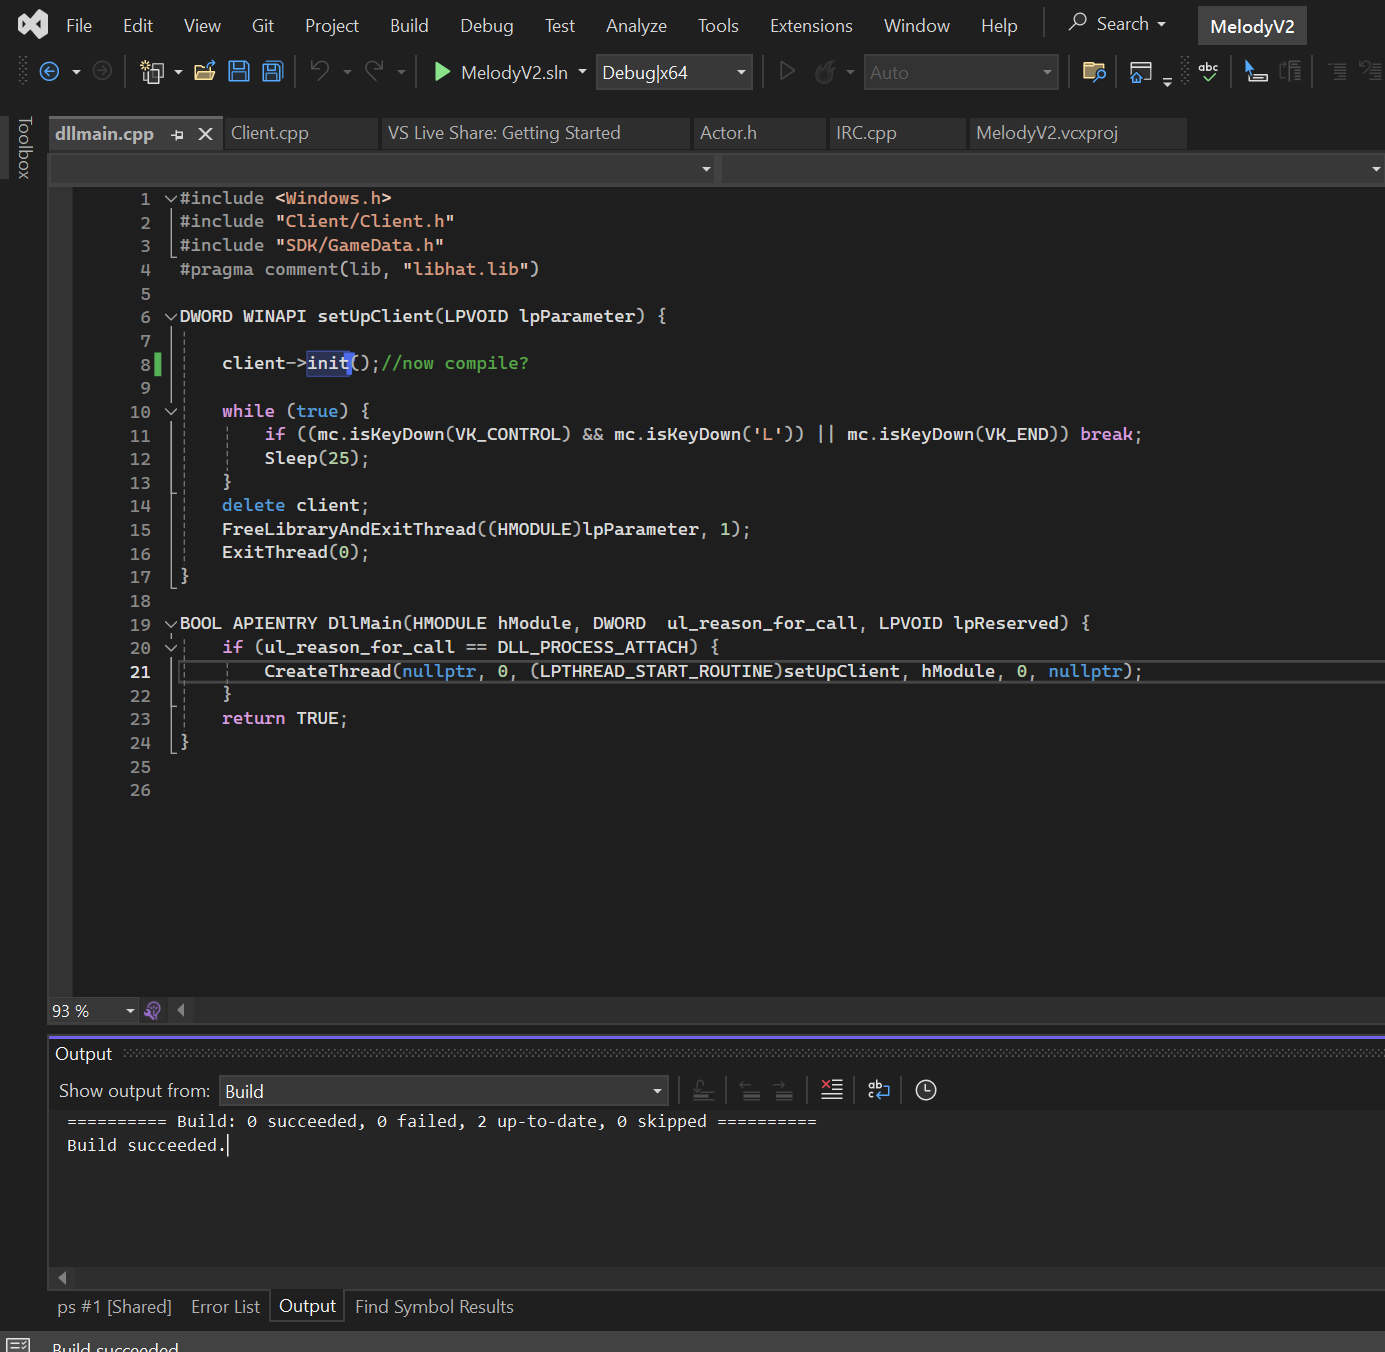 File Edit View Git Project Build Debug Test Analyze Tools Extensions Window Help Search MelodyV2
MelodyV2.sln Debug|x64 Auto abc
Toolbox
dllmain.cpp Client.cpp VS Live Share: Getting Started Actor.h IRC.cpp MelodyV2.vcxproj
1 #include <Windows.h>
2 #include "Client/Client.h"
3 #include "SDK/GameData.h"
4 #pragma comment(lib, "libhat.lib")
5
6 DWORD WINAPI setUpClient(LPVOID lpParameter) {
7
8 client->init();//now compile?
9
10 while (true) {
11 if ((mc.isKeyDown(VK_CONTROL) && mc.isKeyDown('L')) || mc.isKeyDown(VK_END)) break;
12 Sleep(25);
13 }
14 delete client;
15 FreeLibraryAndExitThread((HMODULE)lpParameter, 1);
16 ExitThread(0);
17 }
18
19 BOOL APIENTRY DllMain(HMODULE hModule, DWORD  ul_reason_for_call, LPVOID lpReserved) {
20 if (ul_reason_for_call == DLL_PROCESS_ATTACH) {
21 CreateThread(nullptr, 0, (LPTHREAD_START_ROUTINE)setUpClient, hModule, 0, nullptr);
22 }
23 return TRUE;
24 }
25
26
93 %
Output
Show output from: Build
========== Build: 0 succeeded, 0 failed, 2 up-to-date, 0 skipped ==========
Build succeeded.
ps #1 [Shared] Error List Output Find Symbol Results
Build succeeded